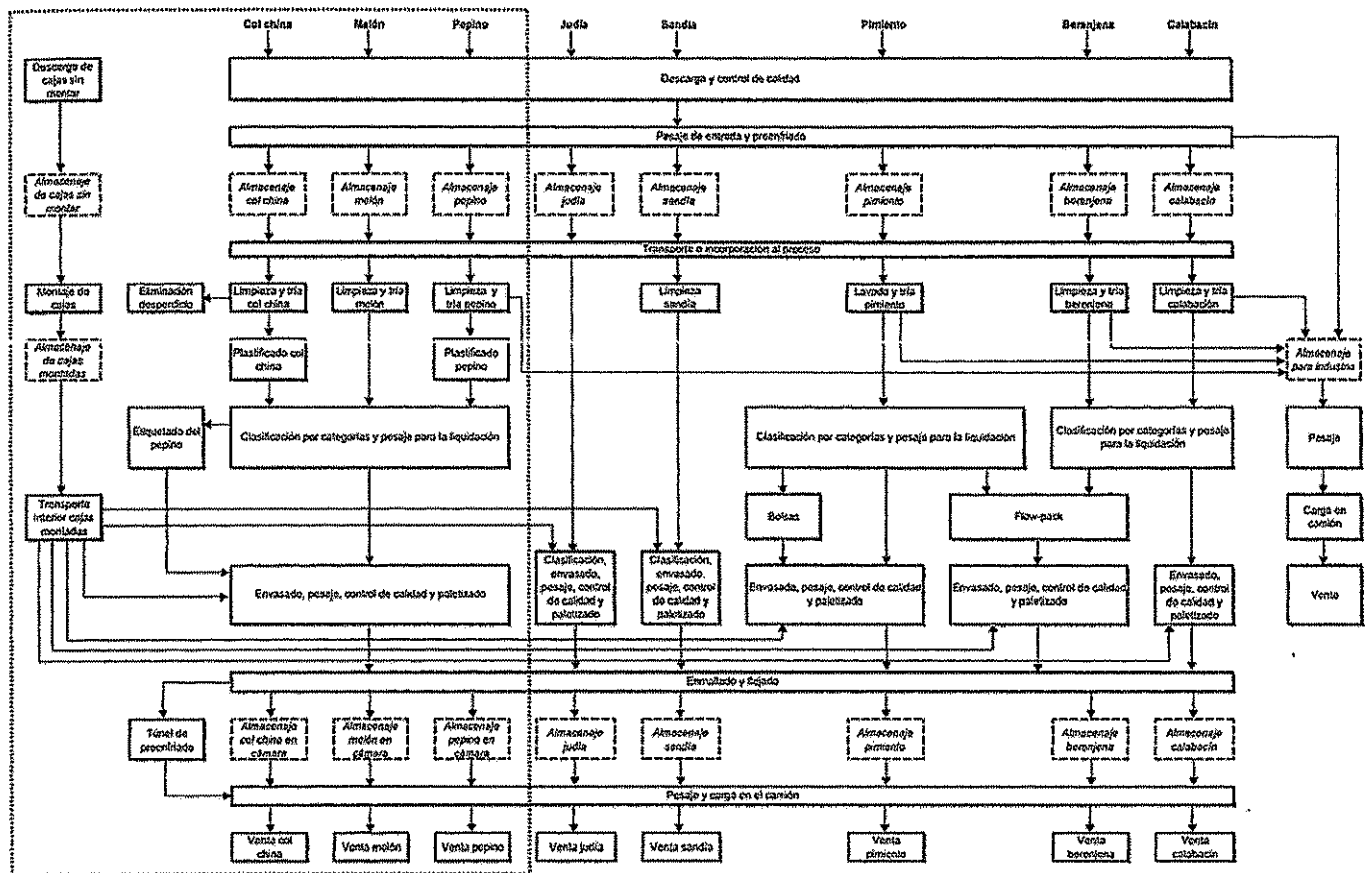 Col china
Melón
Pepino
Judía
Sandía
Pimiento
Berenjena
Calabacín
Descarga de
cajas sin
montar
Descarga y control de calidad
Pesaje de entrada y preenfriado
Almacenaje
de cajas sin
montar
Almacenaje
col china
Almacenaje
melón
Almacenaje
pepino
Almacenaje
judía
Almacenaje
sandía
Almacenaje
pimiento
Almacenaje
berenjena
Almacenaje
calabacín
Transporte e incorporación al proceso
Montaje de
cajas
Eliminación
desperdicio
Limpieza y tría
col china
Limpieza y tría
melón
Limpieza y
tría pepino
Limpieza
sandía
Lavado y tría
pimiento
Limpieza y tría
berenjena
Limpieza y tría
calabación
Almacenaje
de cajas
montadas
Plastificado col
china
Plastificado
pepino
Almacenaje
para industria
Etiquetado del
pepino
Clasificación por categorías y pesaje para la liquidación
Clasificación por categorías y pesaje para la liquidación
Clasificación por categorías y pesaje
para la liquidación
Pesaje
Transporte
interior cajas
montadas
Bolsas
Flow-pack
Carga en
camión
Envasado, pesaje, control de calidad y paletizado
Clasificación,
envasado,
pesaje, control
de calidad y
paletizado
Clasificación,
envasado,
pesaje, control
de calidad y
paletizado
Envasado, pesaje, control de calidad
y paletizado
Envasado, pesaje, control de calidad
y paletizado
Envasado,
pesaje, control
de calidad y
paletizado
Venta
Enmallado y flejado
Túnel de
preenfriado
Almacenaje
col china en
cámara
Almacenaje
melón en
cámara
Almacenaje
pepino en
cámara
Almacenaje
judía
Almacenaje
sandía
Almacenaje
pimiento
Almacenaje
berenjena
Almacenaje
calabacín
Pesaje y carga en el camión
Venta col
china
Venta melón
Venta pepino
Venta judía
Venta sandía
Venta
pimiento
Venta
berenjena
Venta
calabacín